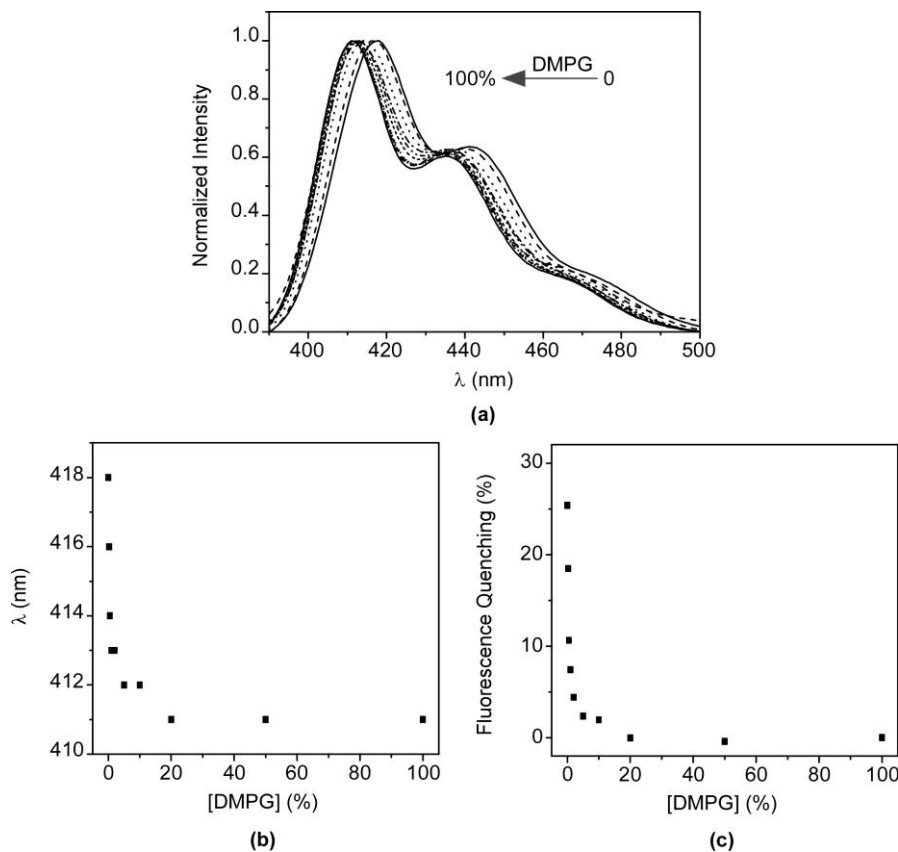 1.0
0.8
0.6
0.4
0.2
0.0
Normalized Intensity
100% DMPG 0
400 420 440 460 480 500
λ (nm)
(a)
418
416
414
412
410
λ (nm)
0 20 40 60 80 100
[DMPG] (%)
(b)
30
20
10
0
Fluorescence Quenching (%)
0 20 40 60 80 100
[DMPG] (%)
(c)